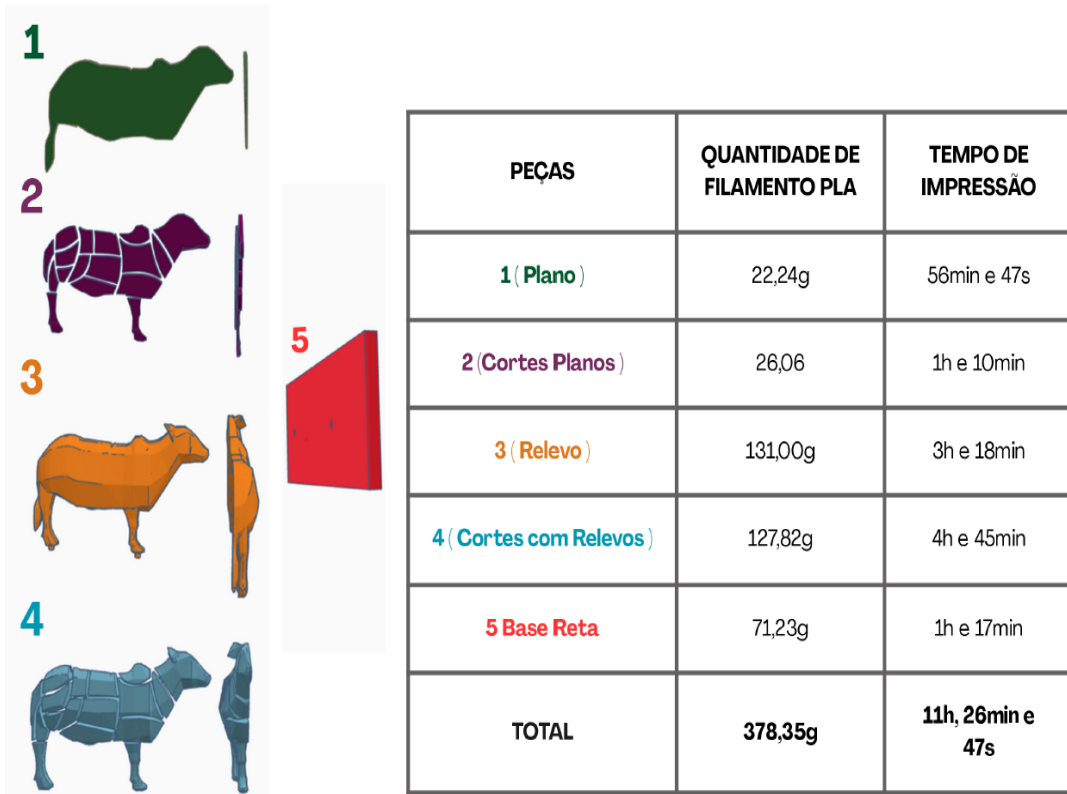 1
2
3
4
5
PEÇAS
QUANTIDADE DE
FILAMENTO PLA
TEMPO DE
IMPRESSÃO
1 ( Plano )
22,24g
56min e 47s
2 (Cortes Planos )
26,06
1h e 10min
3 ( Relevo )
131,00g
3h e 18min
4 ( Cortes com Relevos )
127,82g
4h e 45min
5 Base Reta
71,23g
1h e 17min
TOTAL
378,35g
11h, 26min e
47s